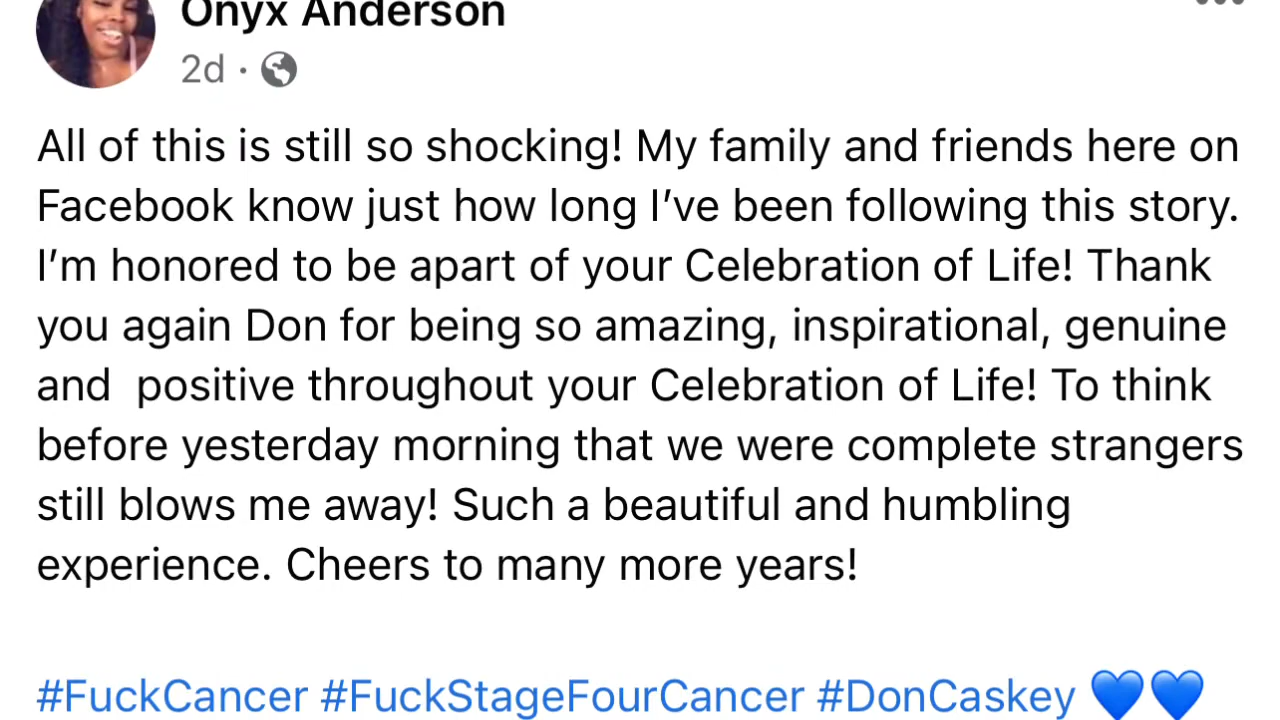 Onyx Anderson
2d ·
All of this is still so shocking! My family and friends here on
Facebook know just how long I’ve been following this story.
I’m honored to be apart of your Celebration of Life! Thank
you again Don for being so amazing, inspirational, genuine
and  positive throughout your Celebration of Life! To think
before yesterday morning that we were complete strangers
still blows me away! Such a beautiful and humbling
experience. Cheers to many more years!
#FuckCancer #FuckStageFourCancer #DonCaskey 💙💙